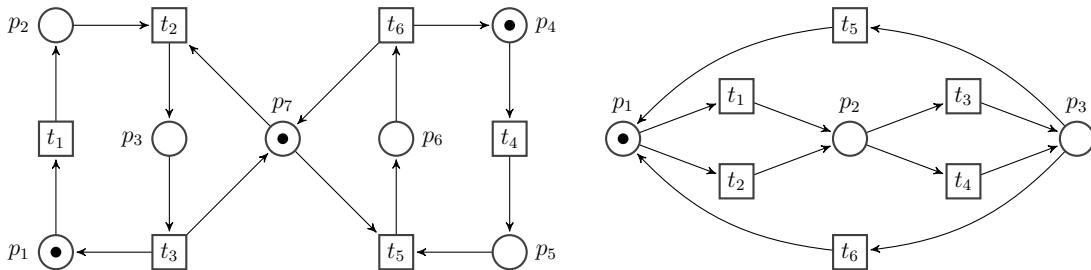 p2 t2 t6 p4 t5
p7 p1 t1 t3 p3
t1 p3 p6 t4 p2
t2 t4
p1 t3 t5 p5 t6